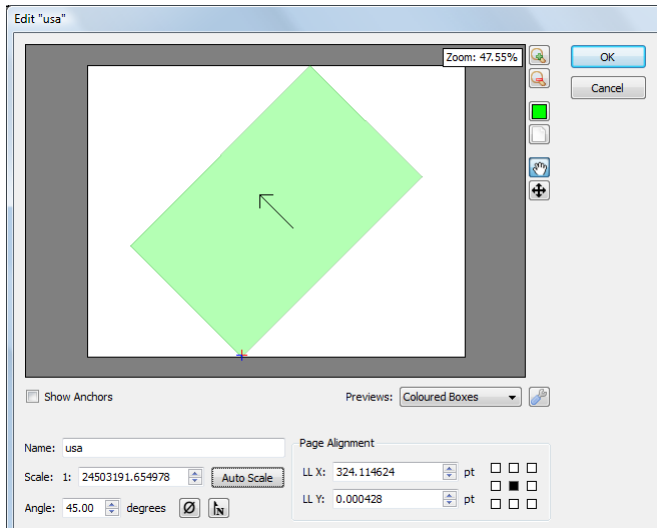 Edit "usa"
Zoom: 47.55%
OK
Cancel
Show Anchors
Previews: Coloured Boxes
Name: usa
Page Alignment
Scale: 1: 24503191.654978 Auto Scale
LL X: 324.114624 pt
Angle: 45.00 degrees Ø N
LL Y: 0.000428 pt